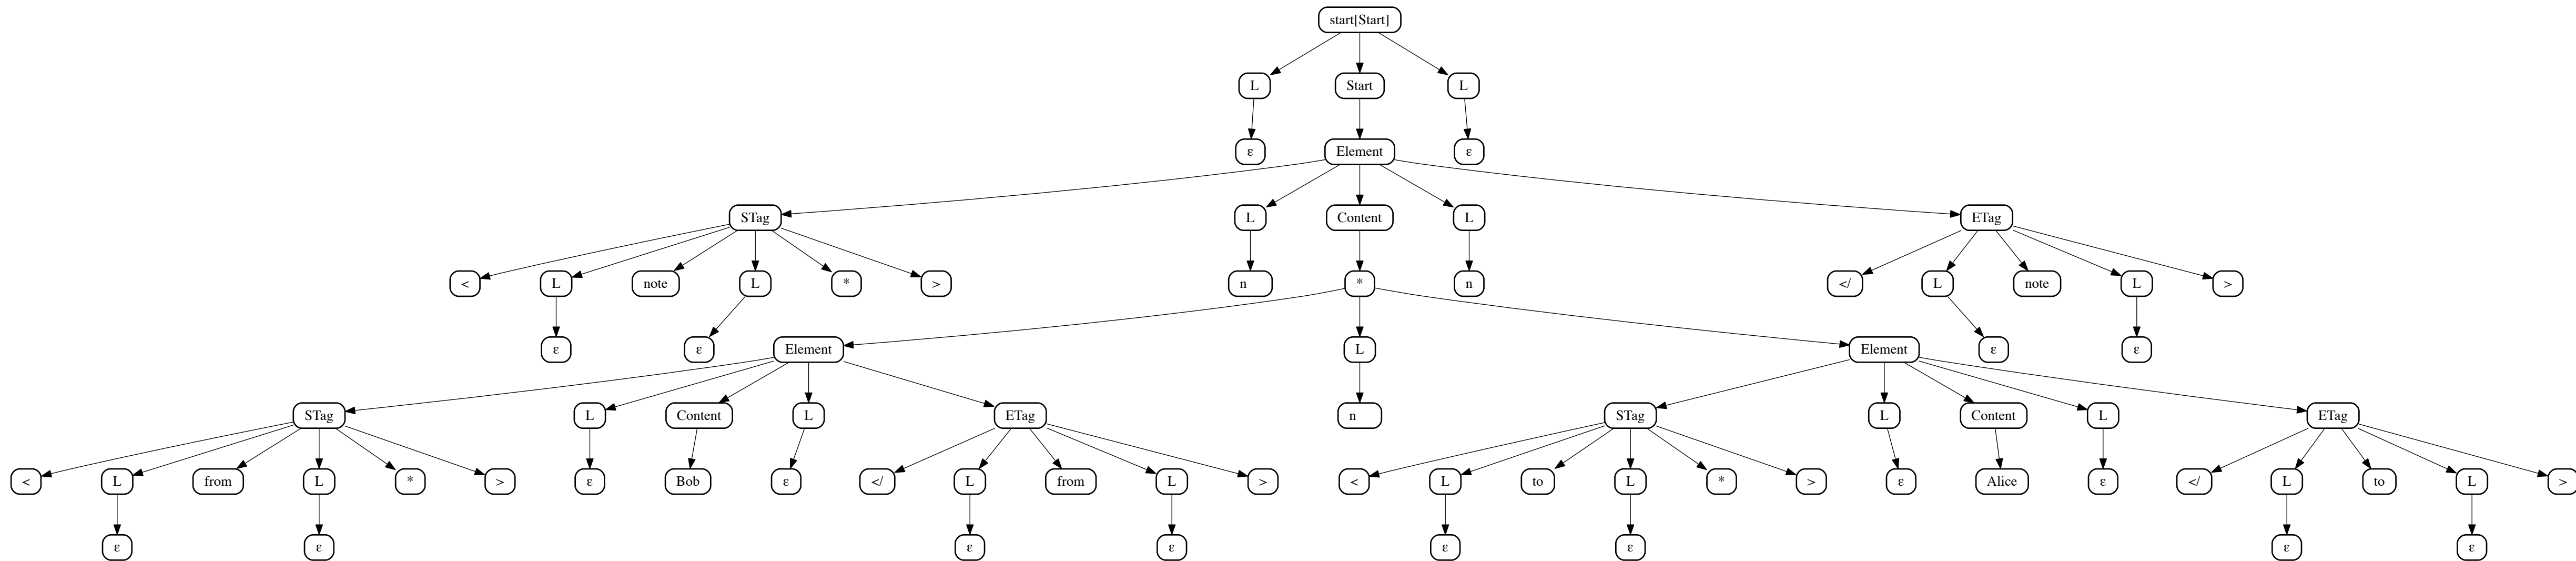 start[Start]
L Start L
ε Element ε
STag L Content L ETag
< L note L * > n * n </ L note L >
ε ε Element L Element ε ε
STag L Content L ETag n STag L Content L ETag
< L from L * > ε Bob ε </ L from L > < L to L * > ε Alice ε </ L to L >
ε ε ε ε ε ε ε ε